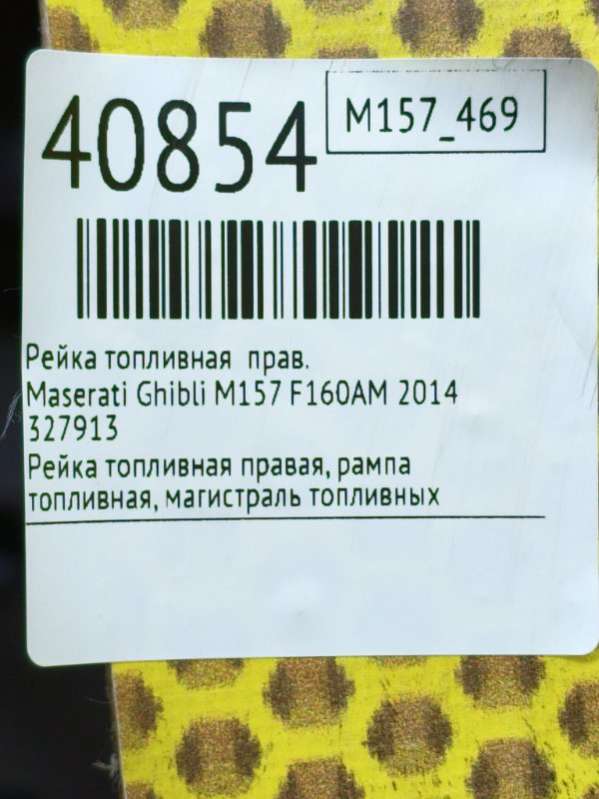 40854
M157_469
Рейка топливная прав.
Maserati Ghibli M157 F160AM 2014
327913
Рейка топливная правая, рампа
топливная, магистраль топливных